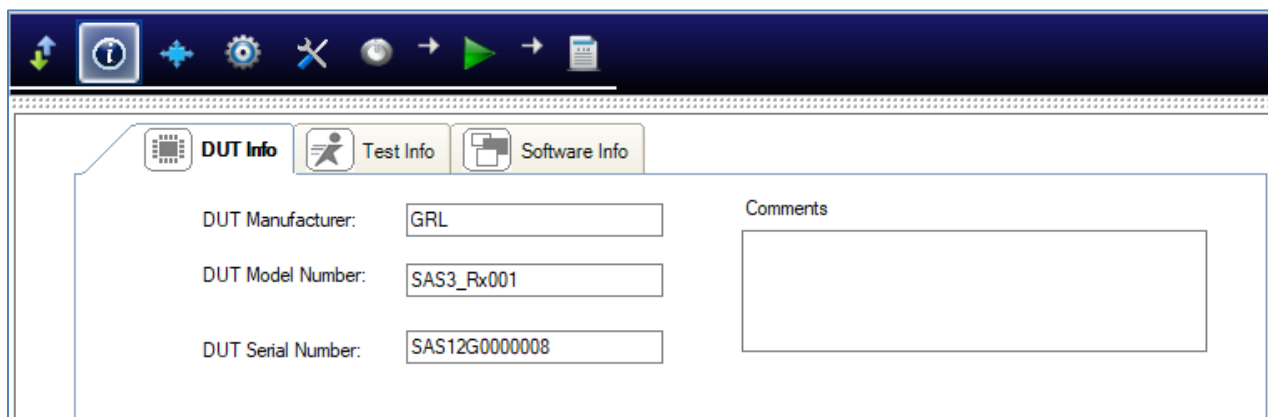 DUT Info
Test Info
Software Info
DUT Manufacturer:
GRL
Comments
DUT Model Number:
SAS3_Rx001
DUT Serial Number:
SAS12G0000008